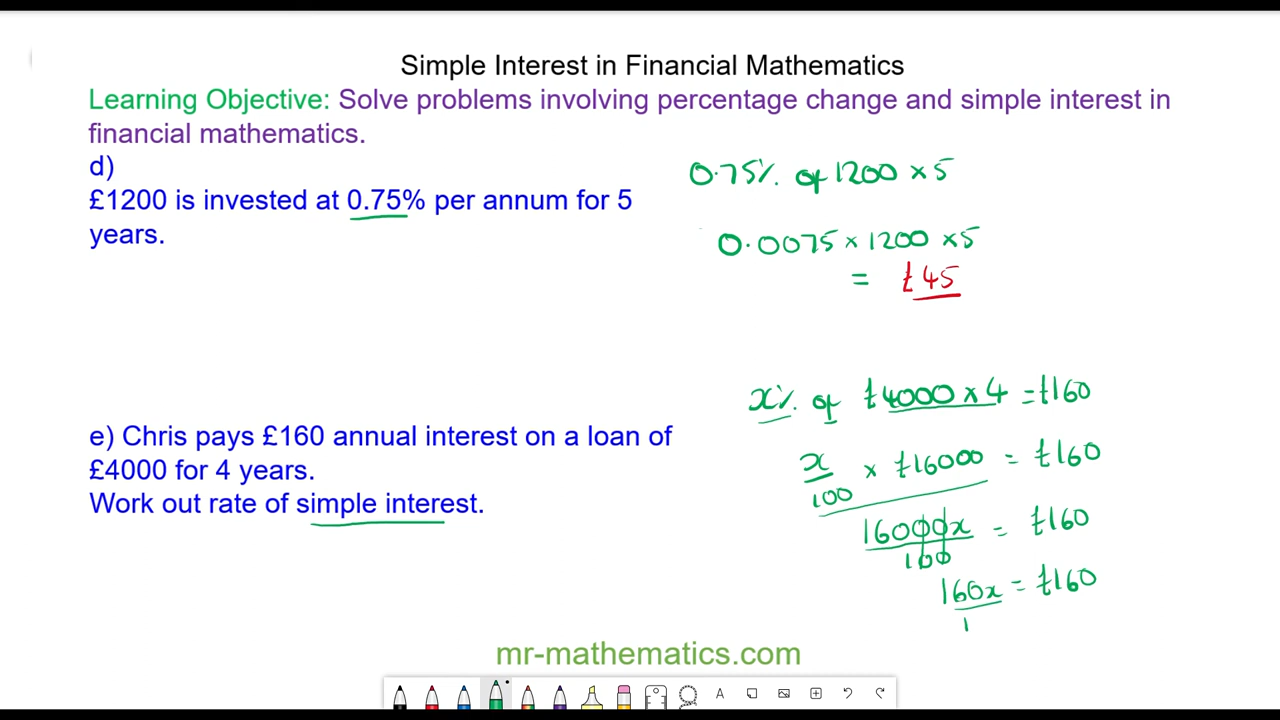 Simple Interest in Financial Mathematics
Learning Objective: Solve problems involving percentage change and simple interest in
financial mathematics.
d)
£1200 is invested at 0.75% per annum for 5
years.
0.75% of 1200 × 5
0.0075 × 1200 × 5
= £45
e) Chris pays £160 annual interest on a loan of
£4000 for 4 years.
Work out rate of simple interest.
x% of £4000 × 4 = £160
x/100 × £16000 = £160
16000x/100 = £160
160x/1 = £160
mr-mathematics.com
A